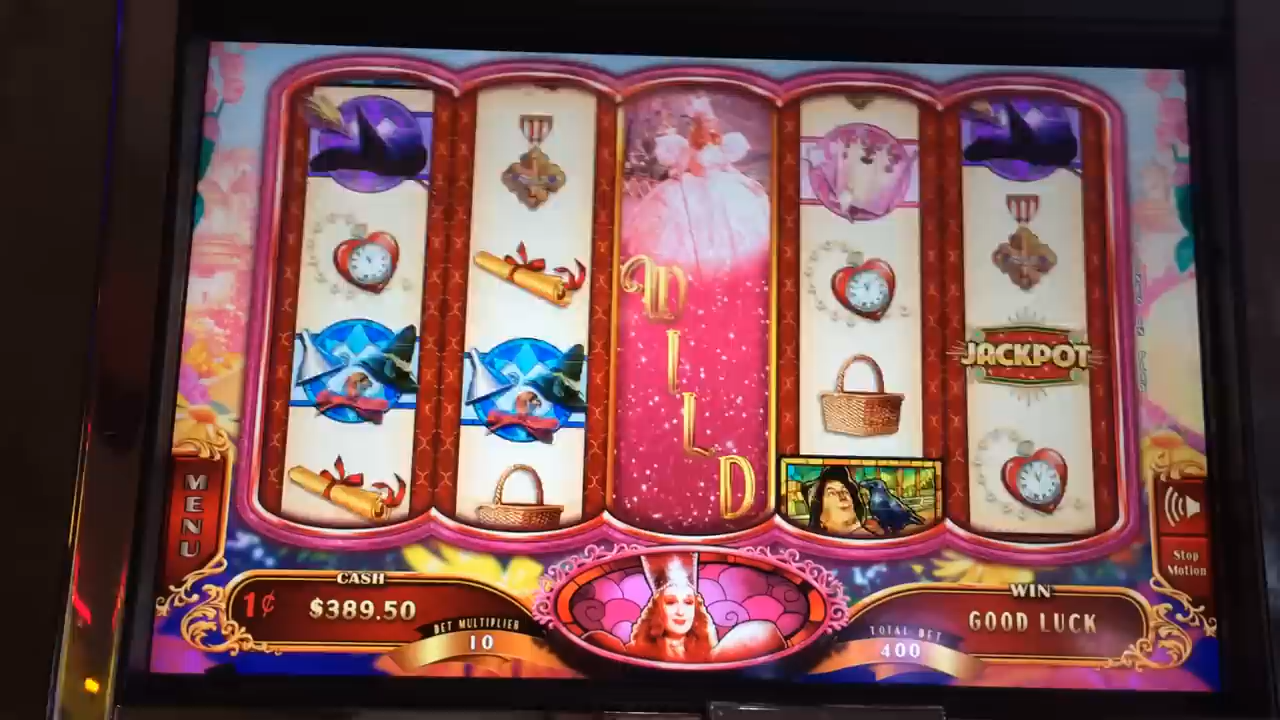 WILD
JACKPOT
MENU
CASH
1¢
$389.50
BET MULTIPLIER
10
TOTAL BET
400
WIN
GOOD LUCK
Stop
Motion